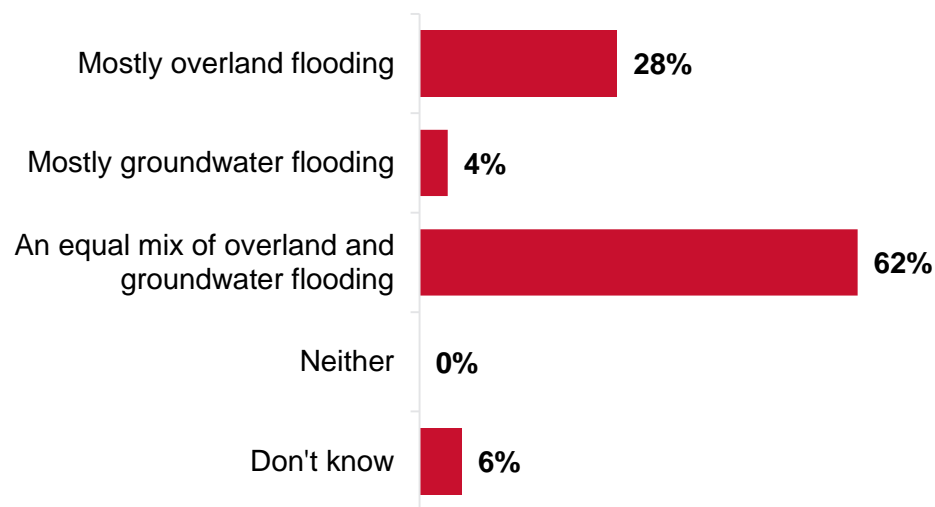 Mostly overland flooding 28%
Mostly groundwater flooding 4%
An equal mix of overland and
groundwater flooding 62%
Neither 0%
Don't know 6%